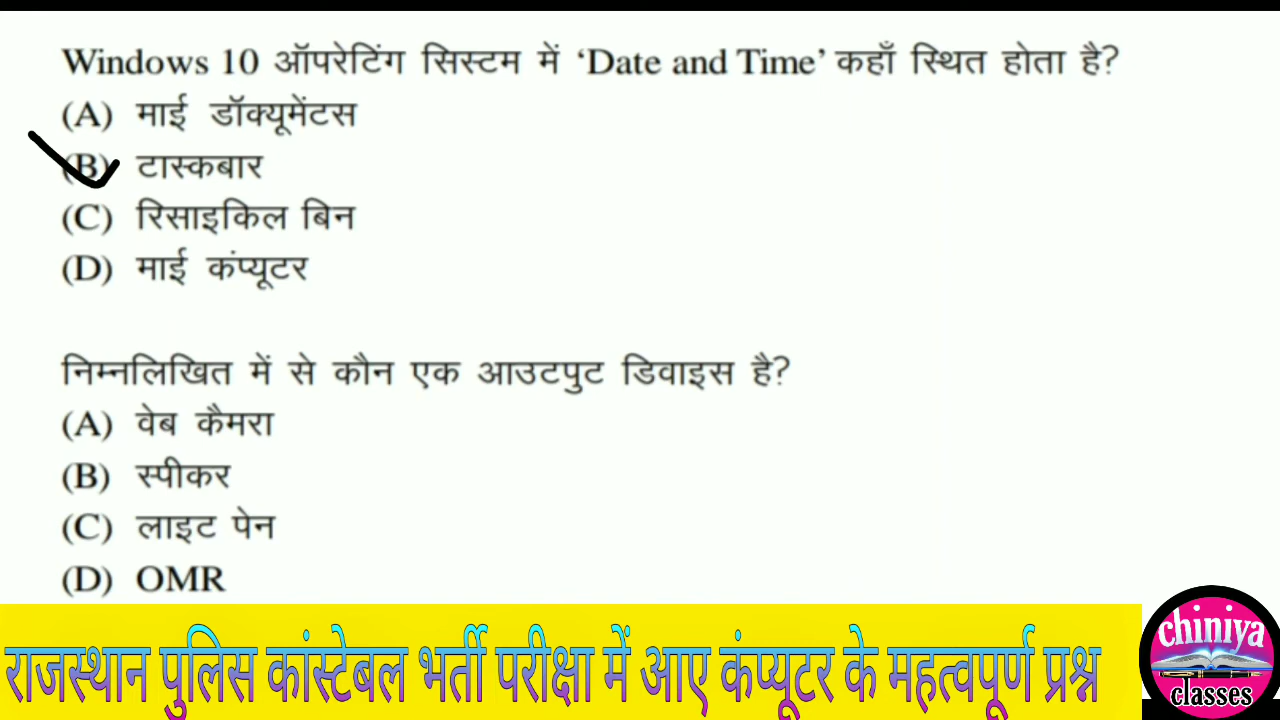 Windows 10 ऑपरेटिंग सिस्टम में ‘Date and Time’ कहाँ स्थित होता है?
(A) माई डॉक्यूमेंटस
(B) टास्कबार
(C) रिसाइकिल बिन
(D) माई कंप्यूटर
निम्नलिखित में से कौन एक आउटपुट डिवाइस है?
(A) वेब कैमरा
(B) स्पीकर
(C) लाइट पेन
(D) OMR
राजस्थान पुलिस कांस्टेबल भर्ती परीक्षा में आए कंप्यूटर के महत्वपूर्ण प्रश्न
chiniya
classes